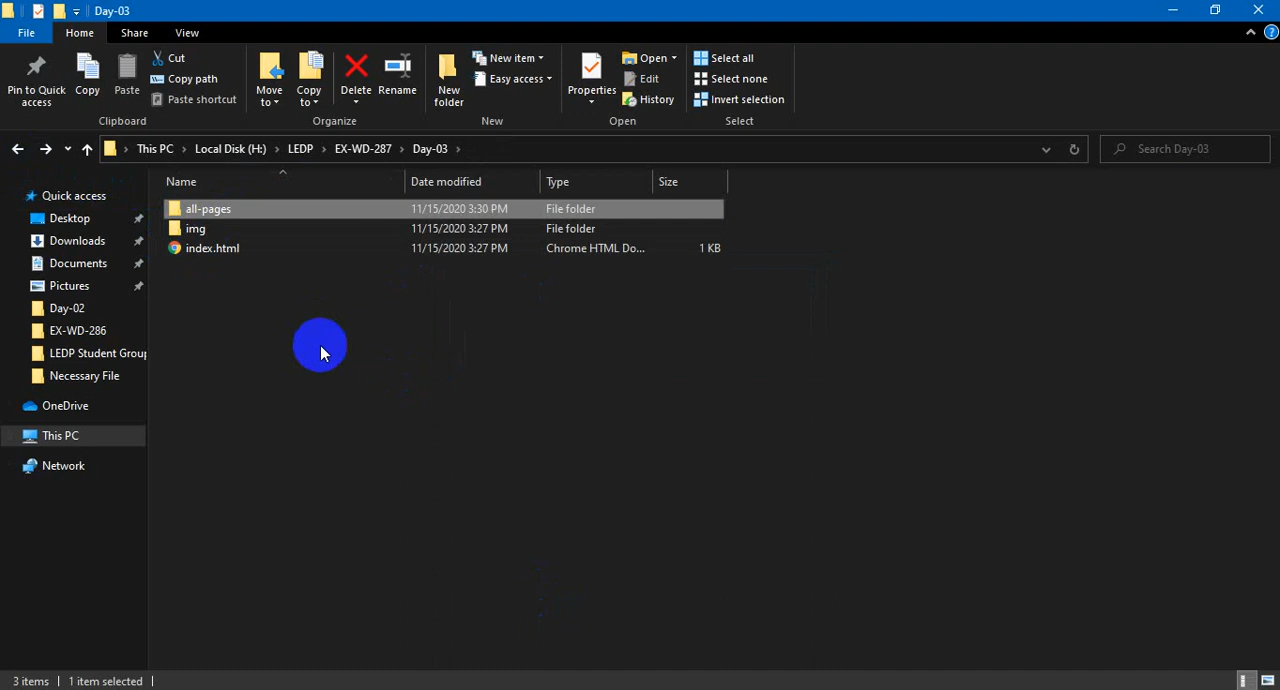 Day-03
File Home Share View
Pin to Quick access
Copy
Paste
Cut
Copy path
Paste shortcut
Clipboard
Move to
Copy to
Delete
Rename
Organize
New folder
New item
Easy access
New
Properties
Open
Edit
History
Open
Select all
Select none
Invert selection
Select
This PC › Local Disk (H:) › LEDP › EX-WD-287 › Day-03 ›
Search Day-03
Quick access
Desktop
Downloads
Documents
Pictures
Day-02
EX-WD-286
LEDP Student Group
Necessary File
OneDrive
This PC
Network
Name Date modified Type Size
all-pages 11/15/2020 3:30 PM File folder
img 11/15/2020 3:27 PM File folder
index.html 11/15/2020 3:27 PM Chrome HTML Do... 1 KB
3 items 1 item selected